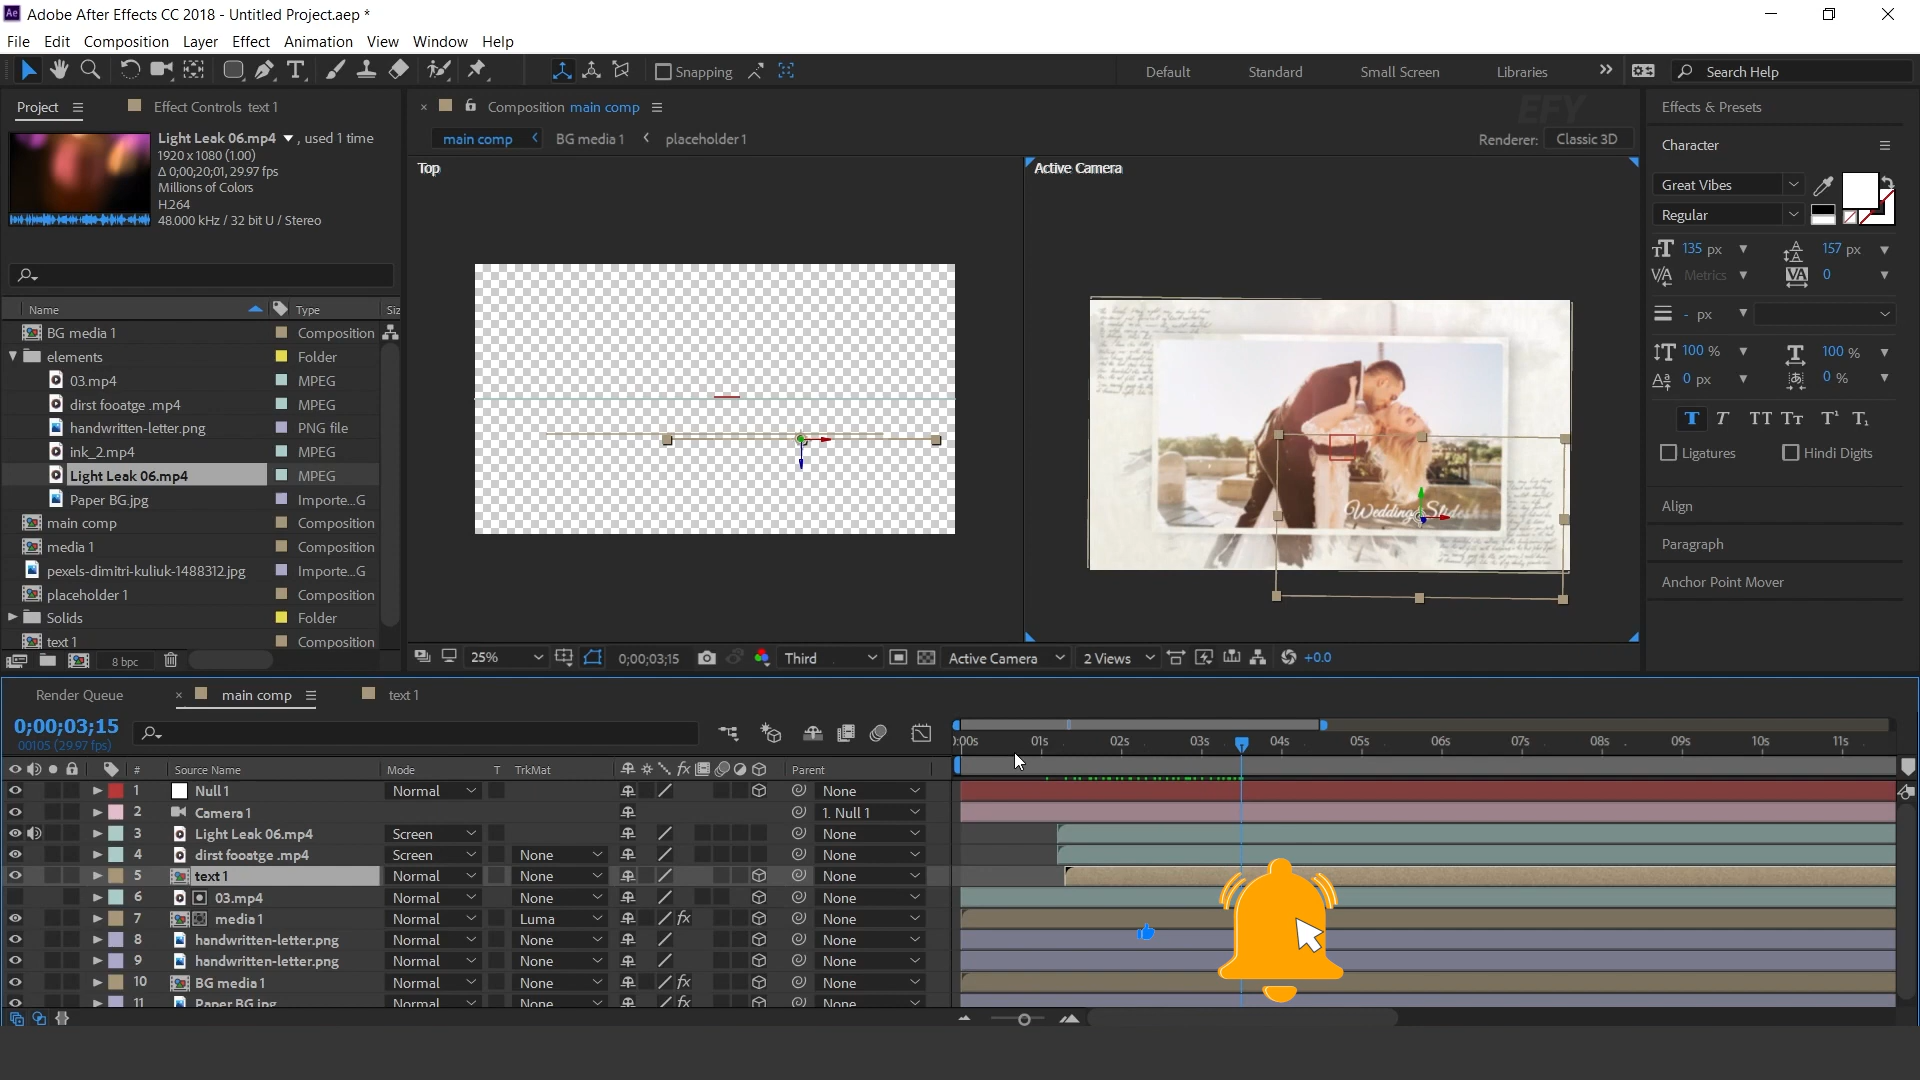 Adobe After Effects CC 2018 - Untitled Project.aep *
File Edit Composition Layer Effect Animation View Window Help
Snapping
Default Standard Small Screen Libraries
Search Help
Project Effect Controls text 1
Light Leak 06.mp4 , used 1 time
1920 x 1080 (1.00)
Δ 0;00;20;01, 29.97 fps
Millions of Colors
H.264
48.000 kHz / 32 bit U / Stereo
Name Type Siz
BG media 1 Composition
elements Folder
03.mp4 MPEG
dirst fooatge .mp4 MPEG
handwritten-letter.png PNG file
ink_2.mp4 MPEG
Light Leak 06.mp4 MPEG
Paper BG.jpg Importe...G
main comp Composition
media 1 Composition
pexels-dimitri-kuliuk-1488312.jpg Importe...G
placeholder 1 Composition
Solids Folder
text 1 Composition
8 bpc
Composition main comp
main comp BG media 1 placeholder 1
EFY
Renderer: Classic 3D
Top
Active Camera
Wedding Slides
25% 0;00;03;15 Third Active Camera 2 Views +0.0
Effects & Presets
Character
Great Vibes
Regular
135 px 157 px
Metrics 0
- px
100 % 100 %
0 px 0 %
Ligatures Hindi Digits
Align
Paragraph
Anchor Point Mover
Render Queue main comp text 1
0;00;03;15
00105 (29.97 fps)
):00s 01s 02s 03s 04s 05s 06s 07s 08s 09s 10s 11s
# Source Name Mode T TrkMat Parent
1 Null 1 Normal None
2 Camera 1 1. Null 1
3 Light Leak 06.mp4 Screen None
4 dirst fooatge .mp4 Screen None None
5 text 1 Normal None None
6 03.mp4 Normal None None
7 media 1 Normal Luma None
8 handwritten-letter.png Normal None None
9 handwritten-letter.png Normal None None
10 BG media 1 Normal None None
11 Paper BG.jpg Normal None None